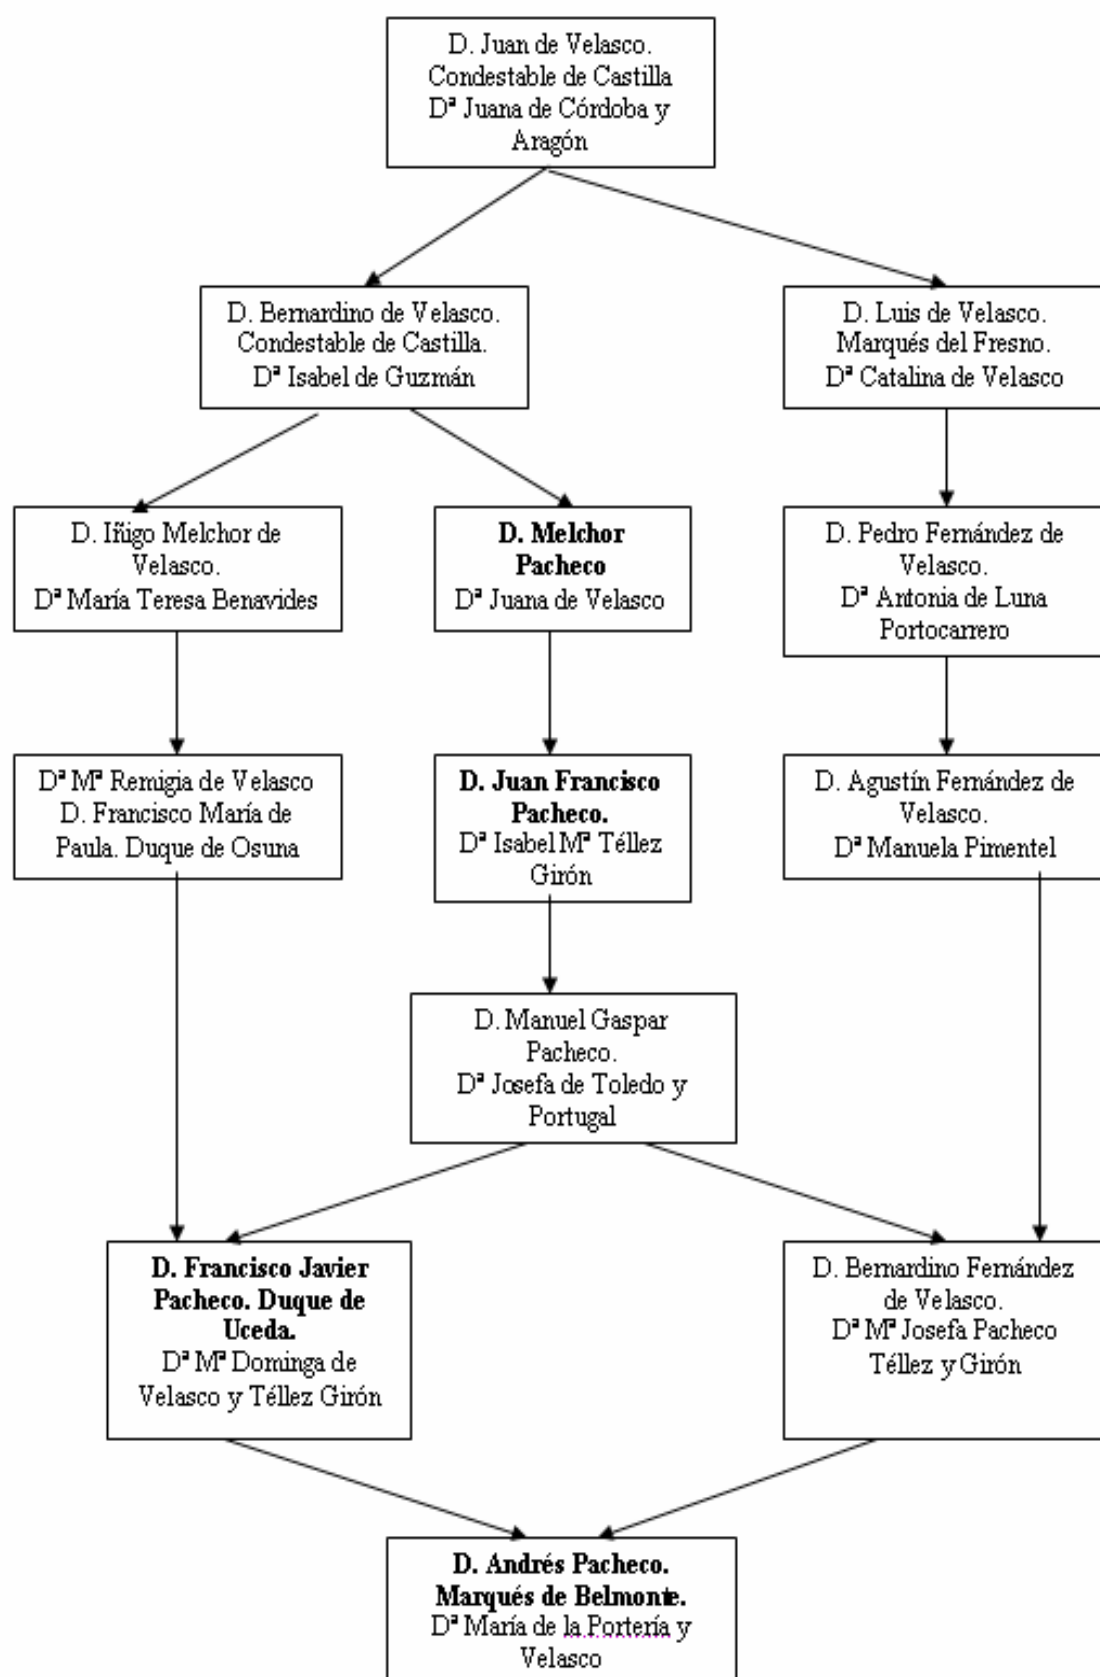 D. Juan de Velasco.
Condestable de Castilla
Dª Juana de Córdoba y
Aragón
D. Bernardino de Velasco.
Condestable de Castilla.
Dª Isabel de Guzmán
D. Luis de Velasco.
Marqués del Fresno.
Dª Catalina de Velasco
D. Iñigo Melchor de
Velasco.
Dª María Teresa Benavides
D. Melchor
Pacheco
Dª Juana de Velasco
D. Pedro Fernández de
Velasco.
Dª Antonia de Luna
Portocarrero
Dª Mª Remigia de Velasco
D. Francisco María de
Paula. Duque de Osuna
D. Juan Francisco
Pacheco.
Dª Isabel Mª Téllez
Girón
D. Agustín Fernández de
Velasco.
Dª Manuela Pimentel
D. Manuel Gaspar
Pacheco.
Dª Josefa de Toledo y
Portugal
D. Francisco Javier
Pacheco. Duque de
Uceda.
Dª Mª Dominga de
Velasco y Téllez Girón
D. Bernardino Fernández
de Velasco.
Dª Mª Josefa Pacheco
Téllez y Girón
D. Andrés Pacheco.
Marqués de Belmonte.
Dª María de la Portería y
Velasco